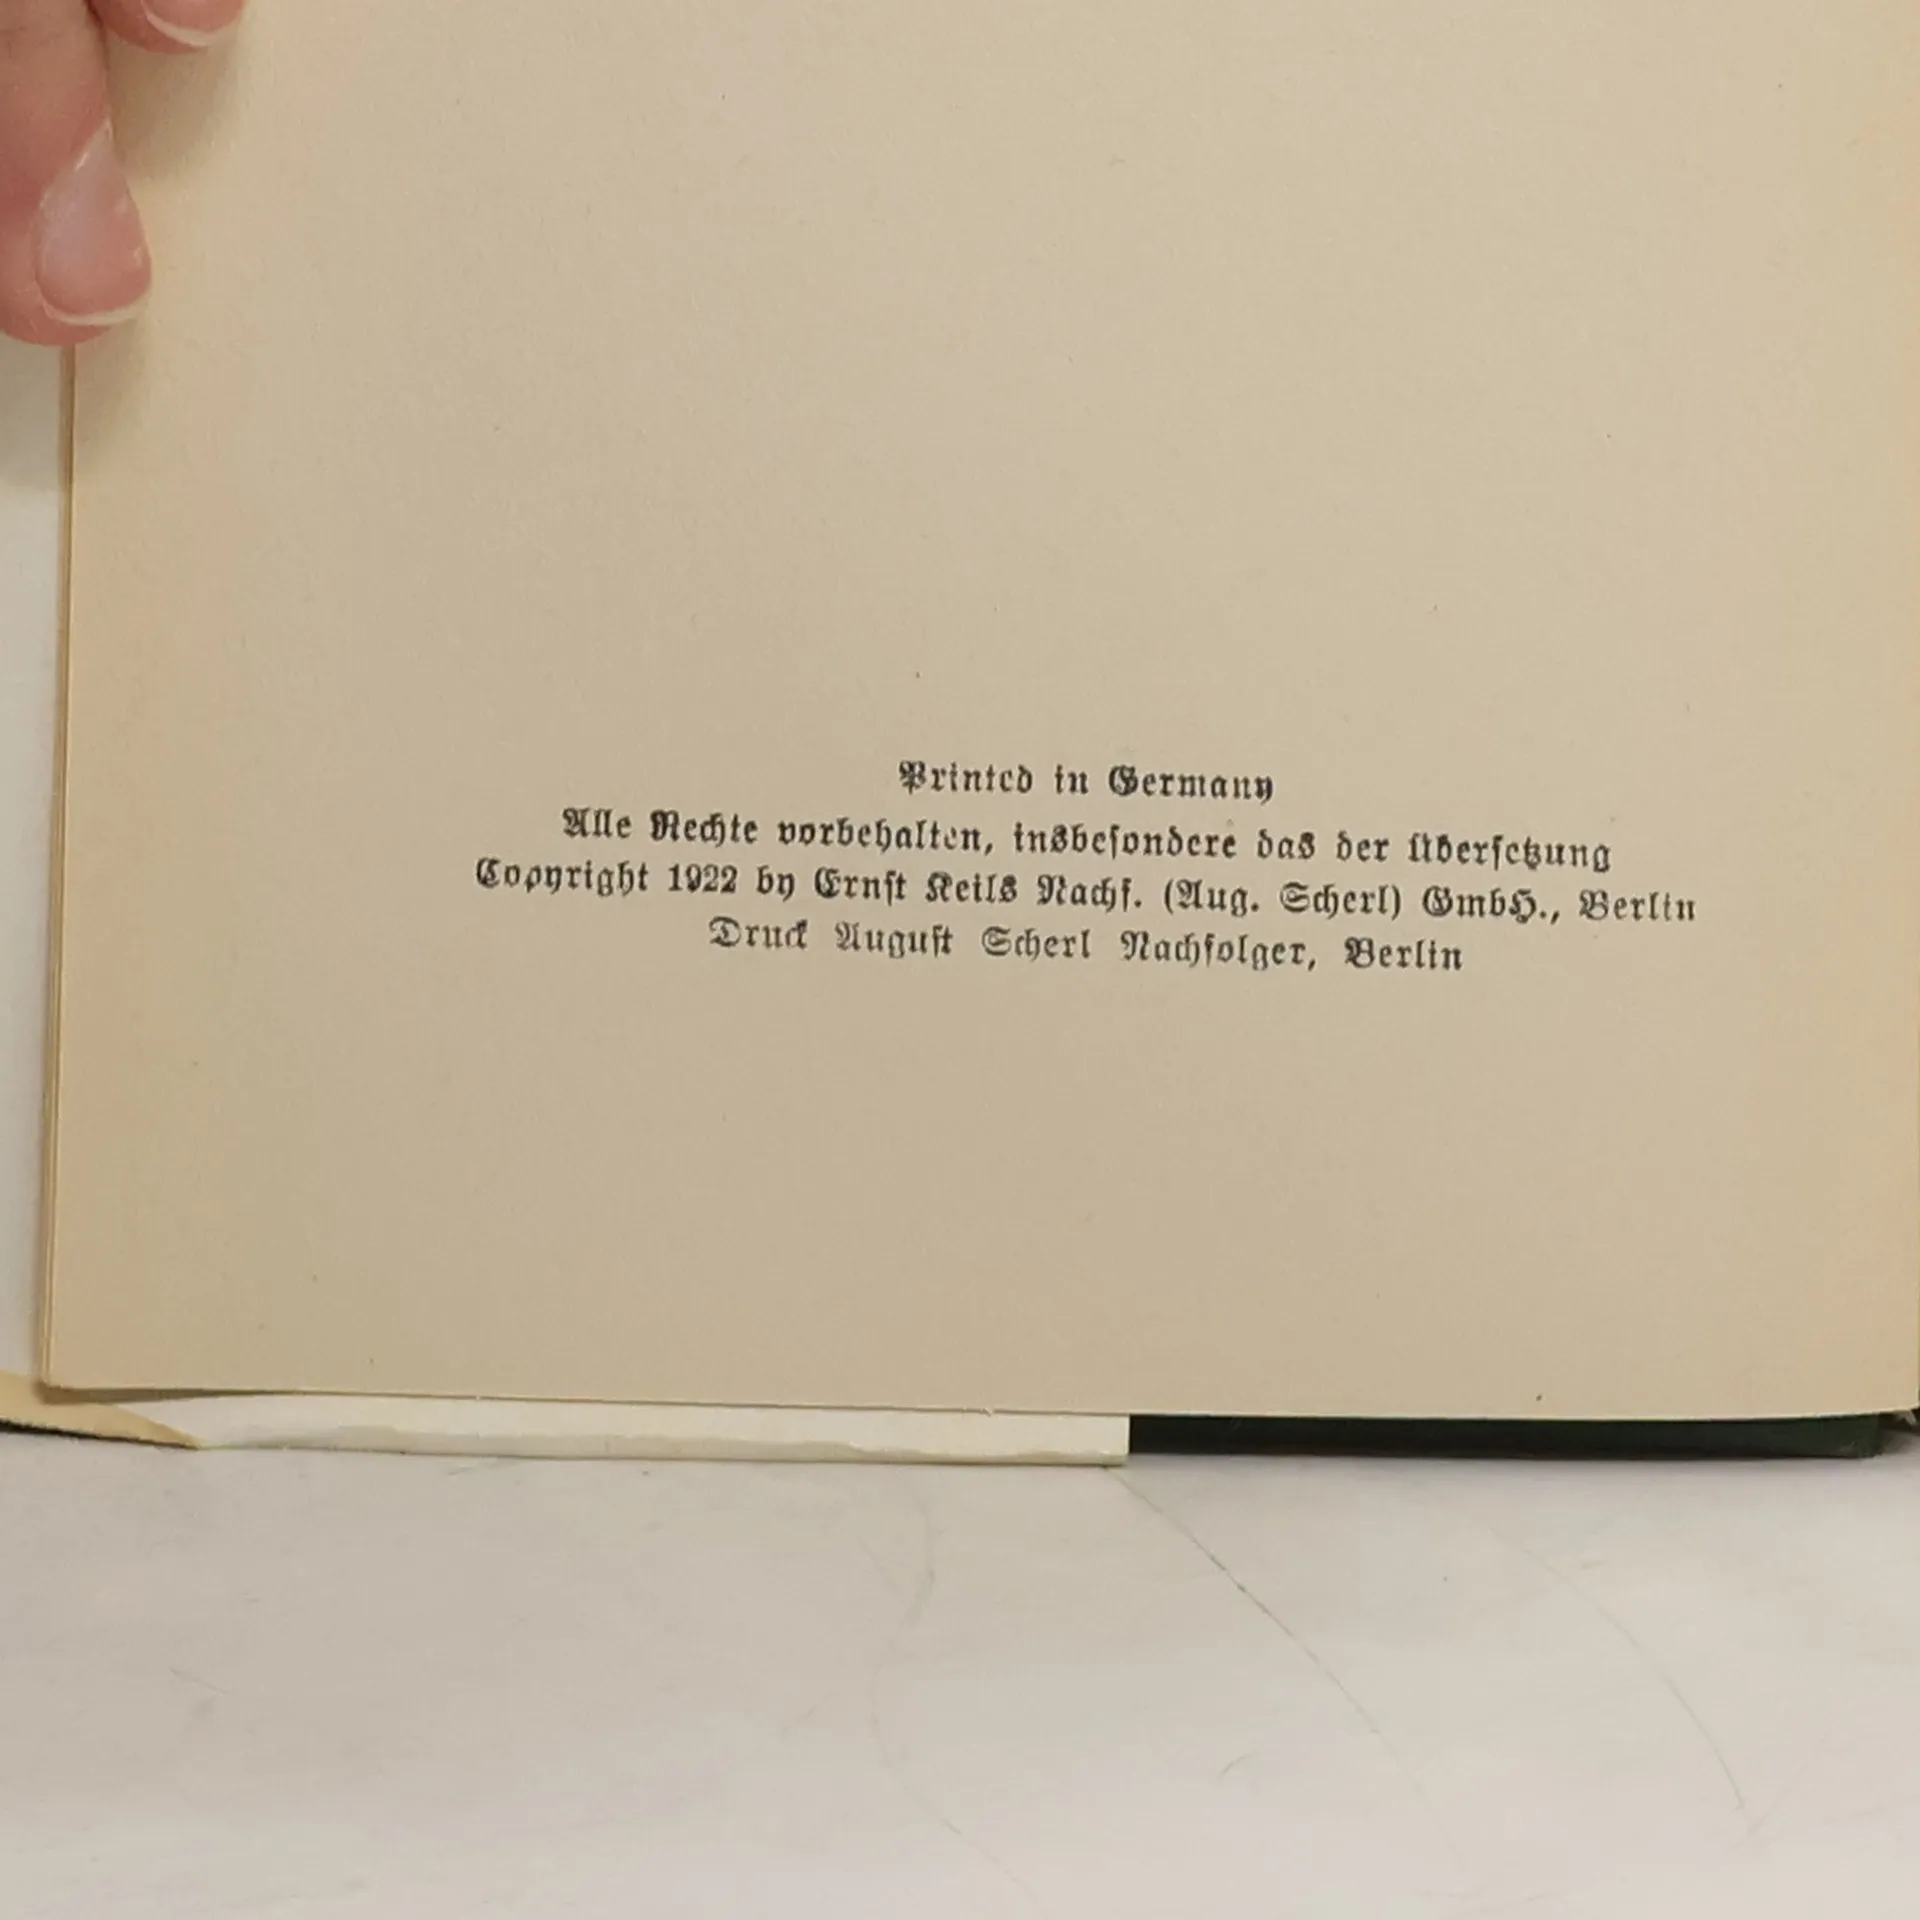 Printed in Germany
Alle Rechte vorbehalten, insbesondere das der Übersetzung
Copyright 1922 by Ernst Keils Nachf. (Aug. Scherl) GmbH., Berlin
Druck August Scherl Nachfolger, Berlin